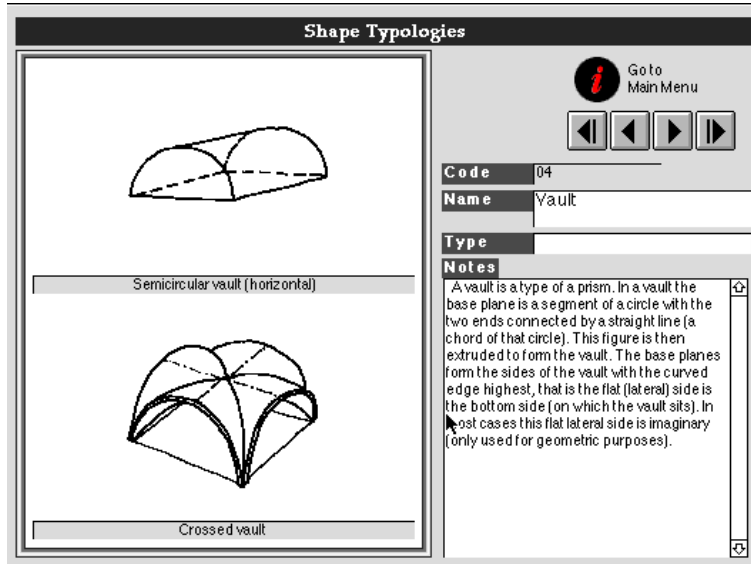 Shape Typologies
Go to
Main Menu
Code 04
Name Vault
Type
Notes
A vault is a type of a prism. In a vault the
base plane is a segment of a circle with the
two ends connected by a straight line (a
chord of that circle). This figure is then
extruded to form the vault. The base planes
form the sides of the vault with the curved
edge highest, that is the flat (lateral) side is
the bottom side (on which the vault sits). In
most cases this flat lateral side is imaginary
(only used for geometric purposes).
Semicircular vault (horizontal)
Crossed vault